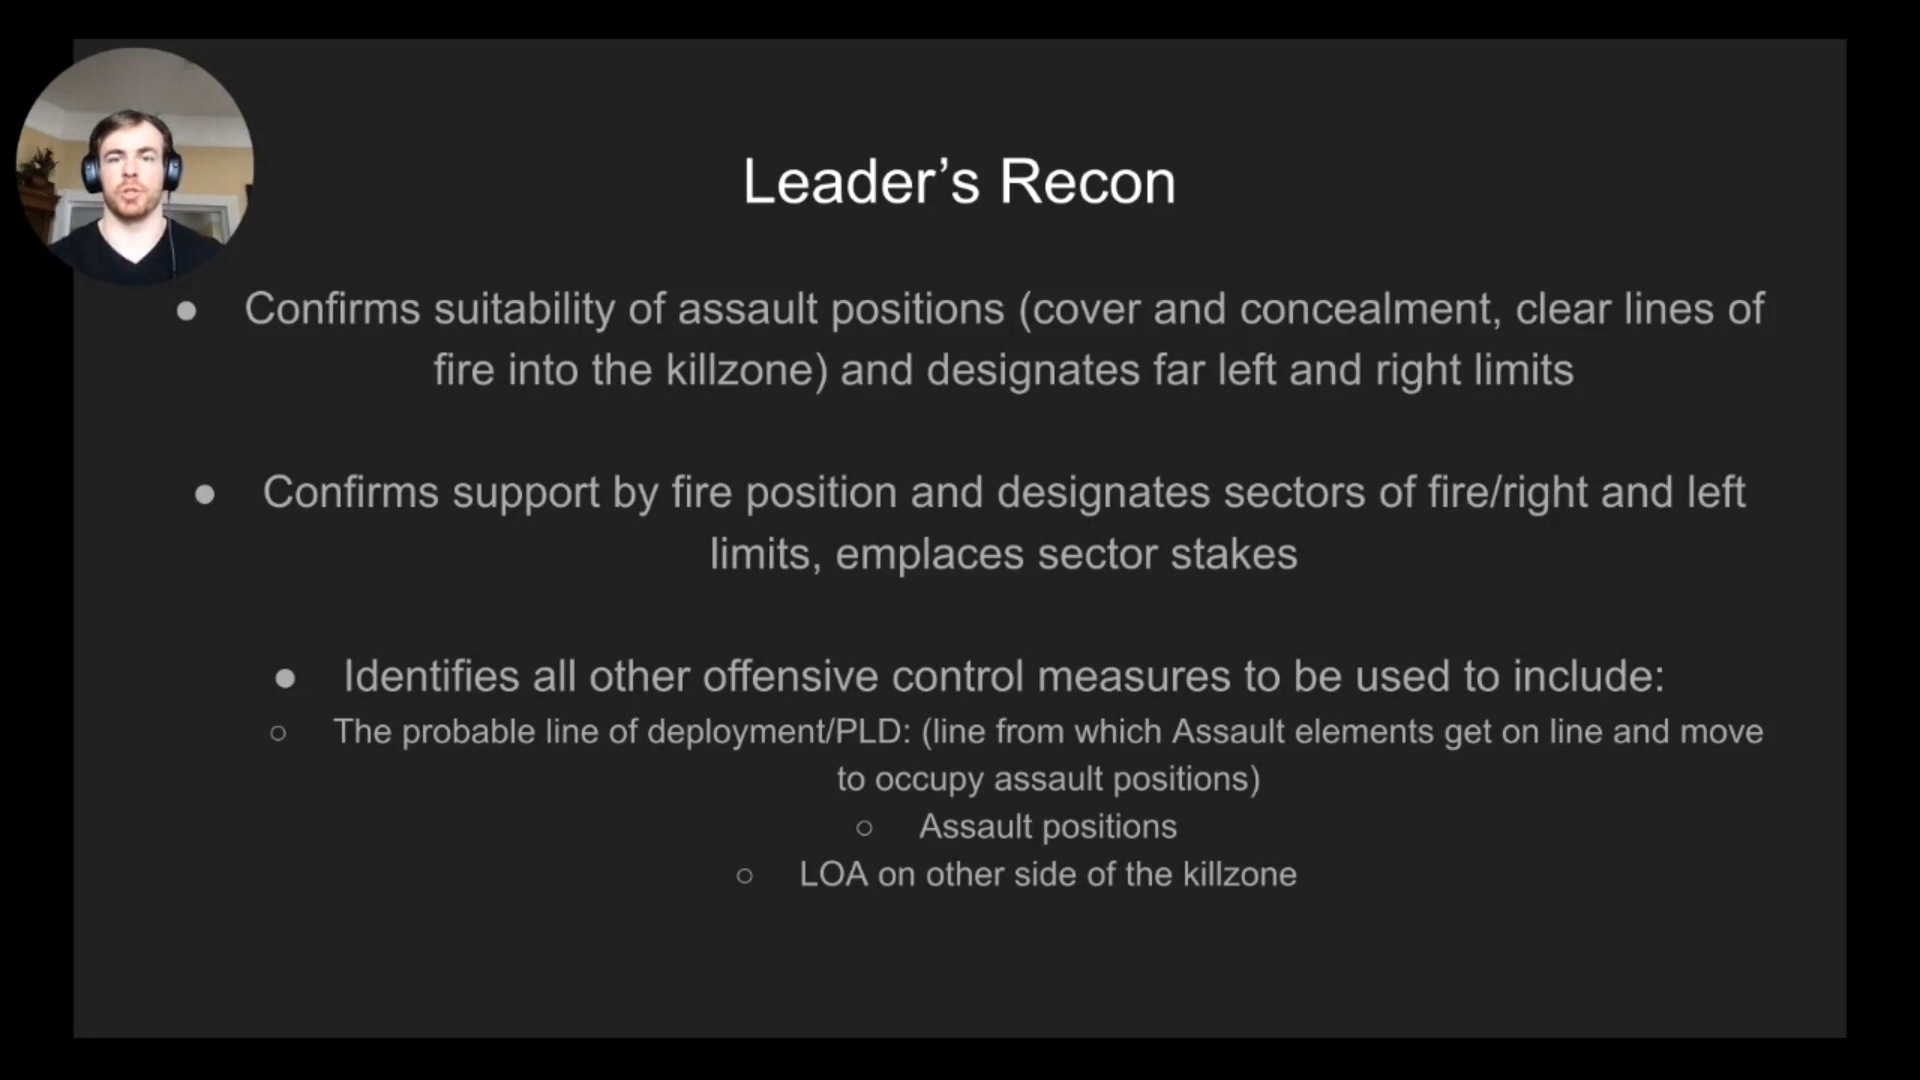 Leader’s Recon
● Confirms suitability of assault positions (cover and concealment, clear lines of
fire into the killzone) and designates far left and right limits
● Confirms support by fire position and designates sectors of fire/right and left
limits, emplaces sector stakes
● Identifies all other offensive control measures to be used to include:
○ The probable line of deployment/PLD: (line from which Assault elements get on line and move
to occupy assault positions)
○ Assault positions
○ LOA on other side of the killzone